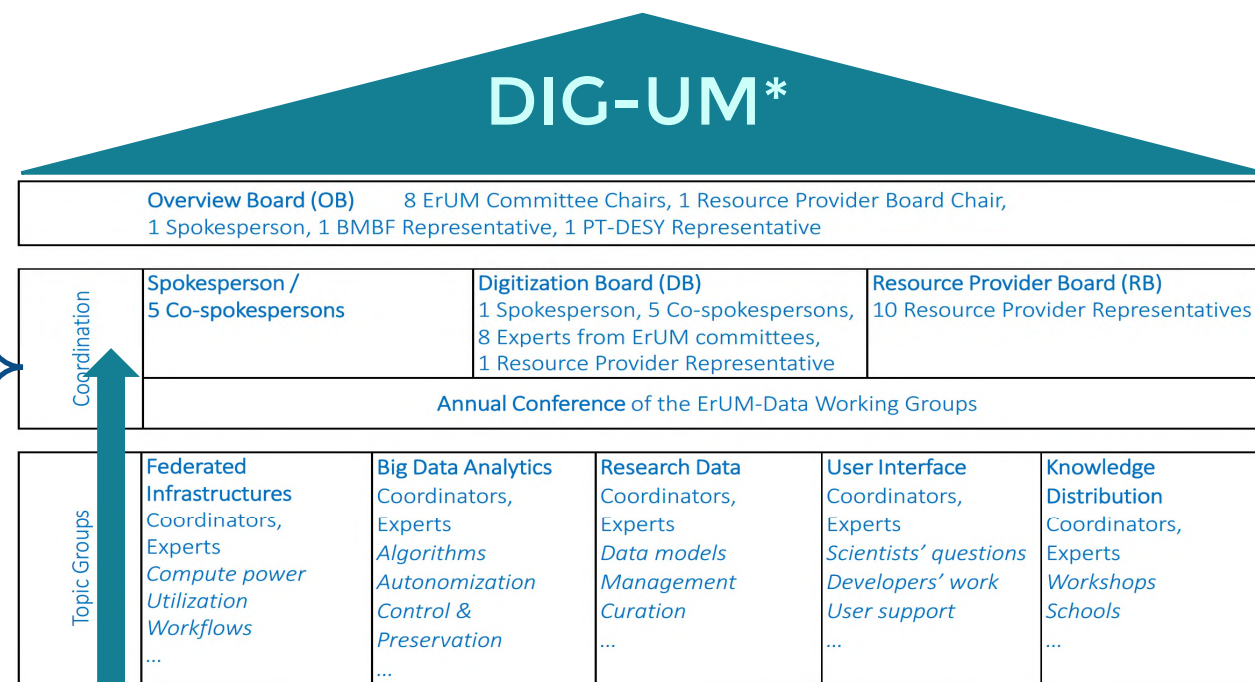 DIG-UM*
Overview Board (OB) 8 ErUM Committee Chairs, 1 Resource Provider Board Chair,
1 Spokesperson, 1 BMBF Representative, 1 PT-DESY Representative
Coordination
Spokesperson /
5 Co-spokespersons
Digitization Board (DB)
1 Spokesperson, 5 Co-spokespersons,
8 Experts from ErUM committees,
1 Resource Provider Representative
Resource Provider Board (RB)
10 Resource Provider Representatives
Annual Conference of the ErUM-Data Working Groups
Topic Groups
Federated
Infrastructures
Coordinators,
Experts
Compute power
Utilization
Workflows
...
Big Data Analytics
Coordinators,
Experts
Algorithms
Autonomization
Control &
Preservation
...
Research Data
Coordinators,
Experts
Data models
Management
Curation
...
User Interface
Coordinators,
Experts
Scientists’ questions
Developers’ work
User support
...
Knowledge
Distribution
Coordinators,
Experts
Workshops
Schools
...